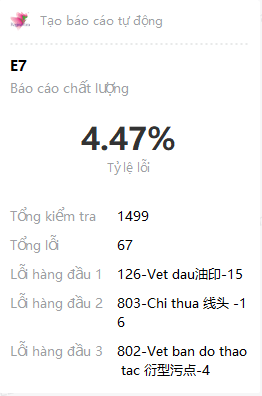 Tạo báo cáo tự động
E7
Báo cáo chất lượng
4.47%
Tỷ lệ lỗi
Tổng kiểm tra 1499
Tổng lỗi 67
Lỗi hàng đầu 1 126-Vet dau油印-15
Lỗi hàng đầu 2 803-Chi thua 线头 -1
6
Lỗi hàng đầu 3 802-Vet ban do thao
tac 衍型污点-4